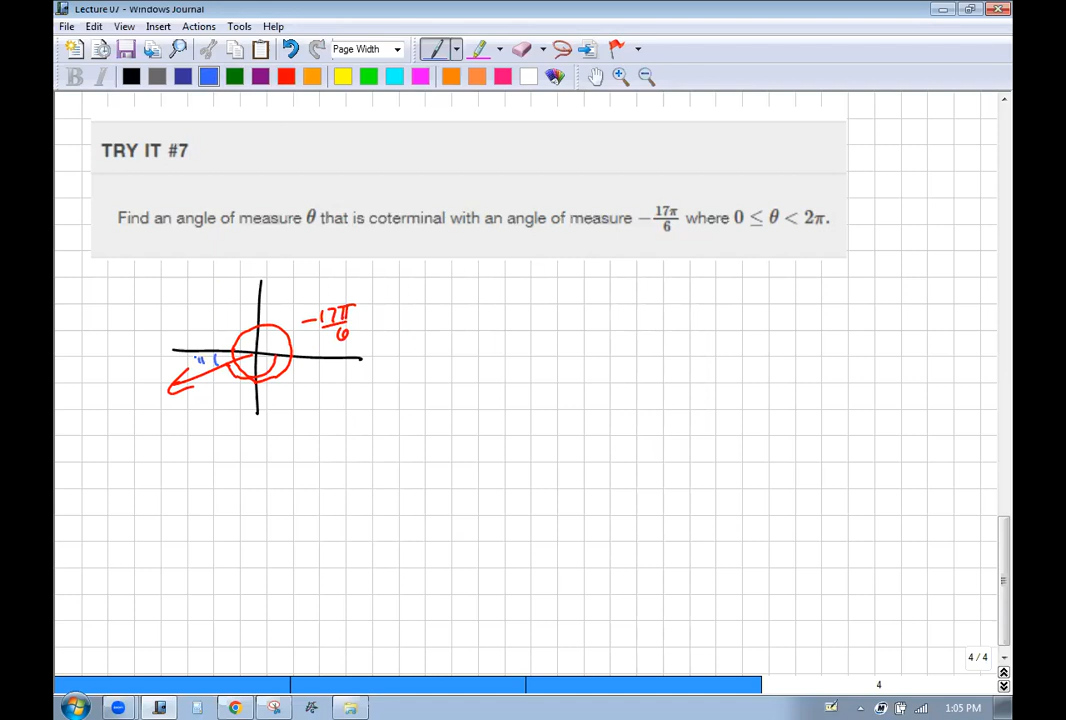 Lecture 07 - Windows Journal
File Edit View Insert Actions Tools Help
Page Width
B I
TRY IT #7
Find an angle of measure θ that is coterminal with an angle of measure −17π/6 where 0 ≤ θ < 2π.
−17π/6
4 / 4
4
1:05 PM